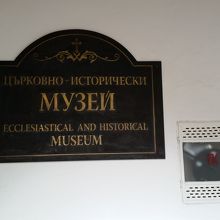 ЦЪРКОВНО-ИСТОРИЧЕСКИ
МУЗЕЙ
ECCLESIASTICAL AND HISTORICAL
MUSEUM